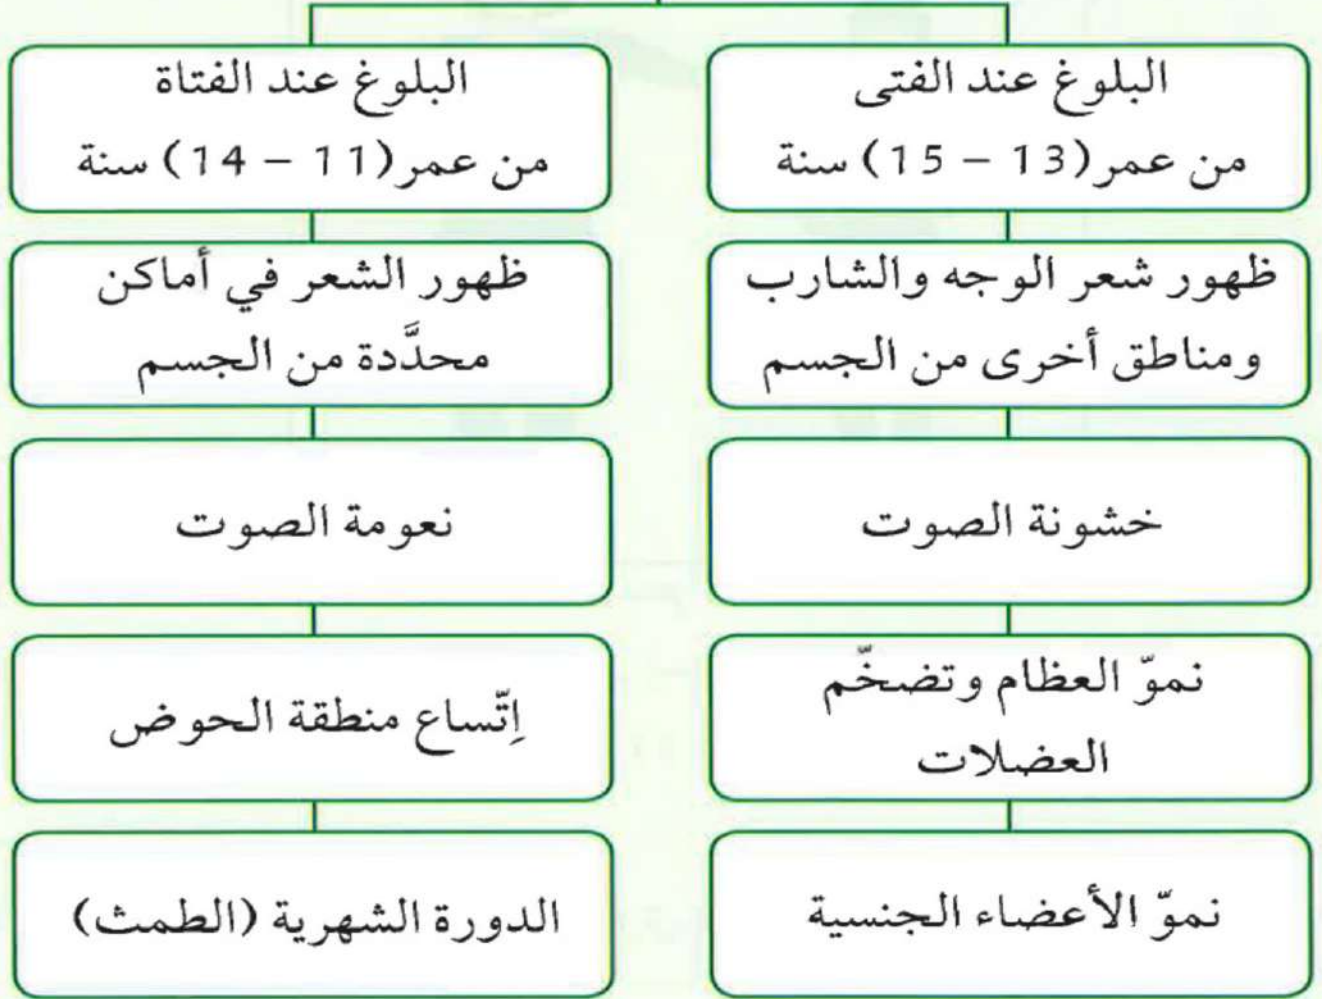 البلوغ عند الفتى
من عمر (13 – 15) سنة
ظهور شعر الوجه والشارب
ومناطق أخرى من الجسم
خشونة الصوت
نموّ العظام وتضخّم
العضلات
نموّ الأعضاء الجنسية
البلوغ عند الفتاة
من عمر (11 – 14) سنة
ظهور الشعر في أماكن
محدَّدة من الجسم
نعومة الصوت
اِتّساع منطقة الحوض
الدورة الشهرية (الطمث)